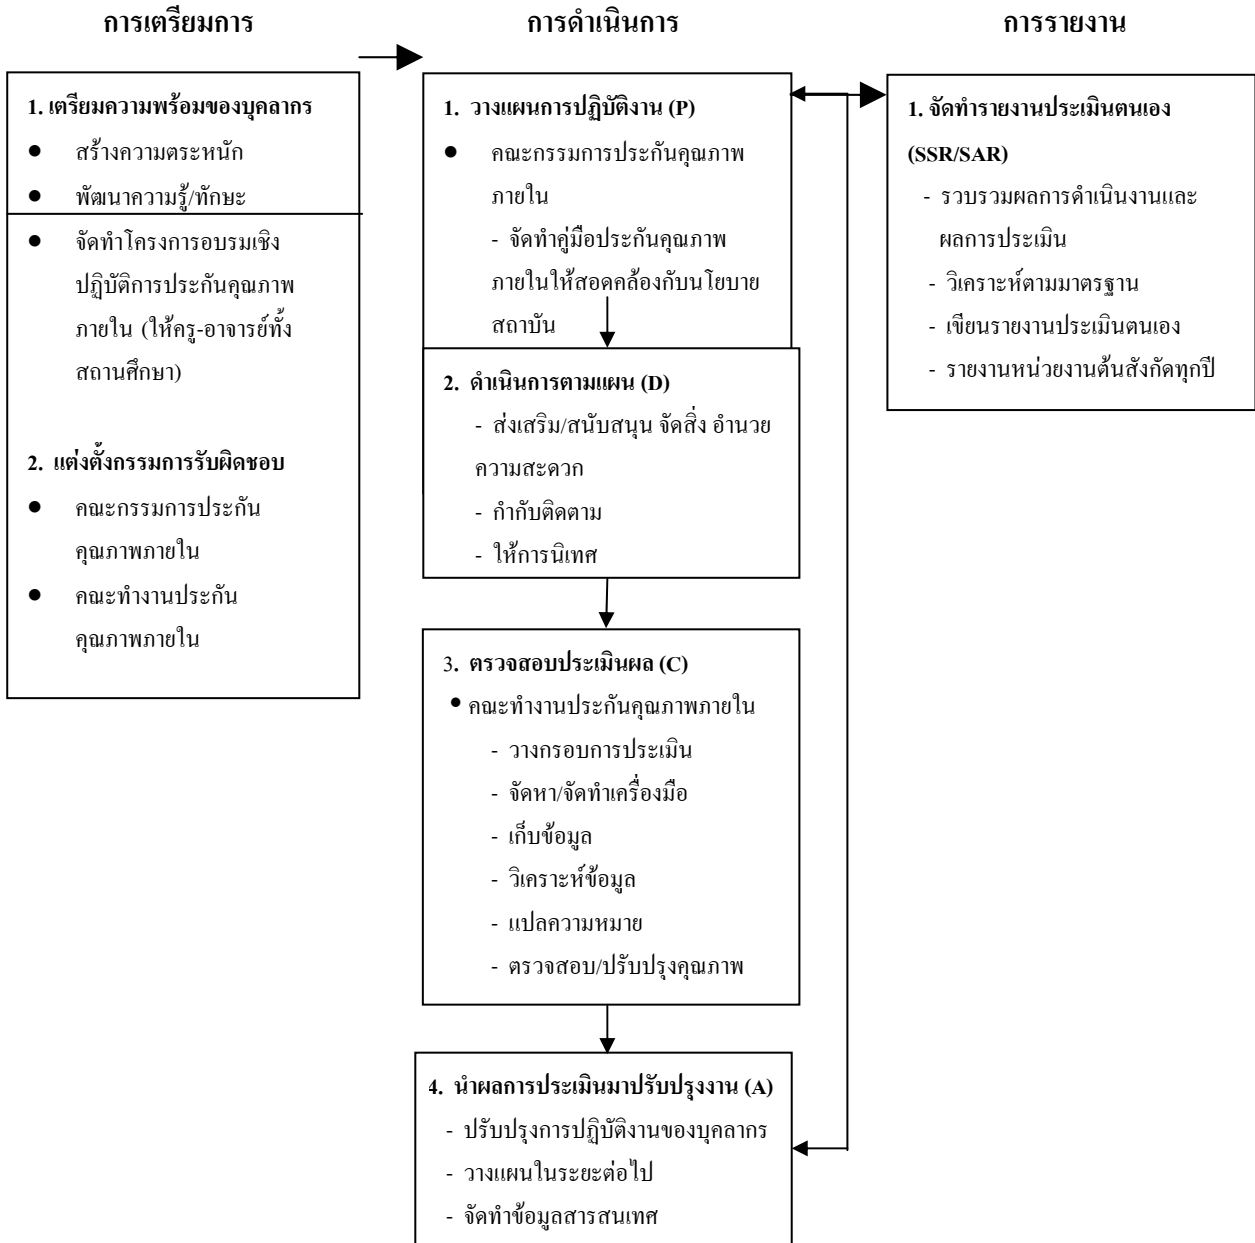 การเตรียมการ
1. เตรียมความพร้อมของบุคลากร
● สร้างความตระหนัก
● พัฒนาความรู้/ทักษะ
● จัดทำโครงการอบรมเชิง
ปฏิบัติการประกันคุณภาพ
ภายใน (ให้ครู-อาจารย์ทั้ง
สถานศึกษา)
2. แต่งตั้งกรรมการรับผิดชอบ
● คณะกรรมการประกัน
คุณภาพภายใน
● คณะทำงานประกัน
คุณภาพภายใน
การดำเนินการ
1. วางแผนการปฏิบัติงาน (P)
● คณะกรรมการประกันคุณภาพ
ภายใน
- จัดทำคู่มือประกันคุณภาพ
ภายในให้สอดคล้องกับนโยบาย
สถาบัน
2. ดำเนินการตามแผน (D)
- ส่งเสริม/สนับสนุน จัดสิ่ง อำนวย
ความสะดวก
- กำกับติดตาม
- ให้การนิเทศ
3. ตรวจสอบประเมินผล (C)
● คณะทำงานประกันคุณภาพภายใน
- วางกรอบการประเมิน
- จัดหา/จัดทำเครื่องมือ
- เก็บข้อมูล
- วิเคราะห์ข้อมูล
- แปลความหมาย
- ตรวจสอบ/ปรับปรุงคุณภาพ
4. นำผลการประเมินมาปรับปรุงงาน (A)
- ปรับปรุงการปฏิบัติงานของบุคลากร
- วางแผนในระยะต่อไป
- จัดทำข้อมูลสารสนเทศ
การรายงาน
1. จัดทำรายงานประเมินตนเอง
(SSR/SAR)
- รวบรวมผลการดำเนินงานและ
ผลการประเมิน
- วิเคราะห์ตามมาตรฐาน
- เขียนรายงานประเมินตนเอง
- รายงานหน่วยงานต้นสังกัดทุกปี